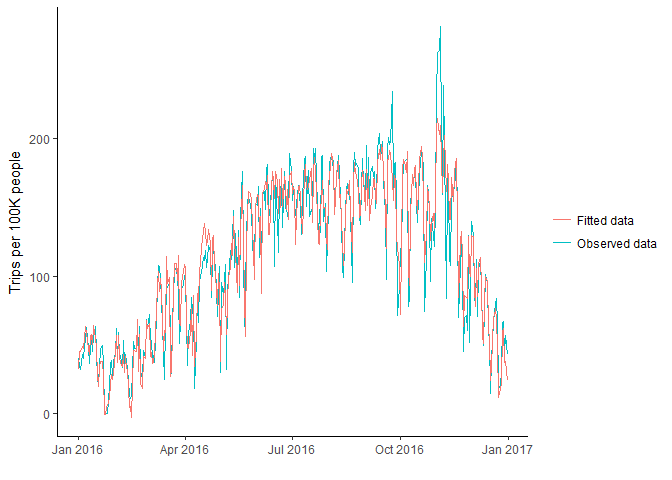 Trips per 100K people
200
100
0
Jan 2016
Apr 2016
Jul 2016
Oct 2016
Jan 2017
Fitted data
Observed data